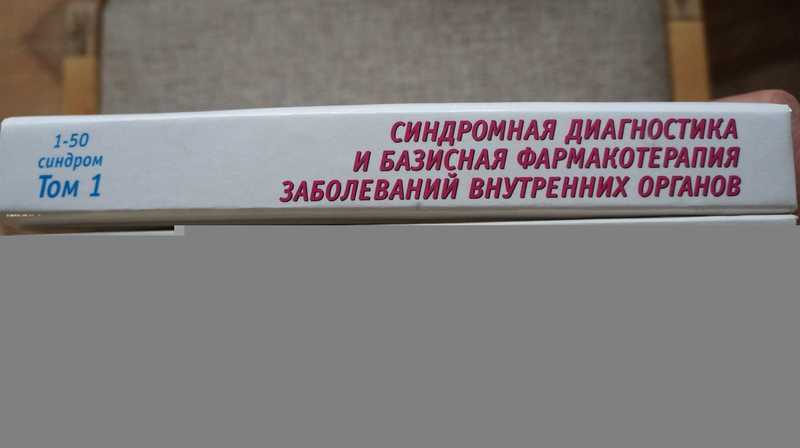 1-50
синдром
Том 1
СИНДРОМНАЯ ДИАГНОСТИКА
И БАЗИСНАЯ ФАРМАКОТЕРАПИЯ
ЗАБОЛЕВАНИЙ ВНУТРЕННИХ ОРГАНОВ